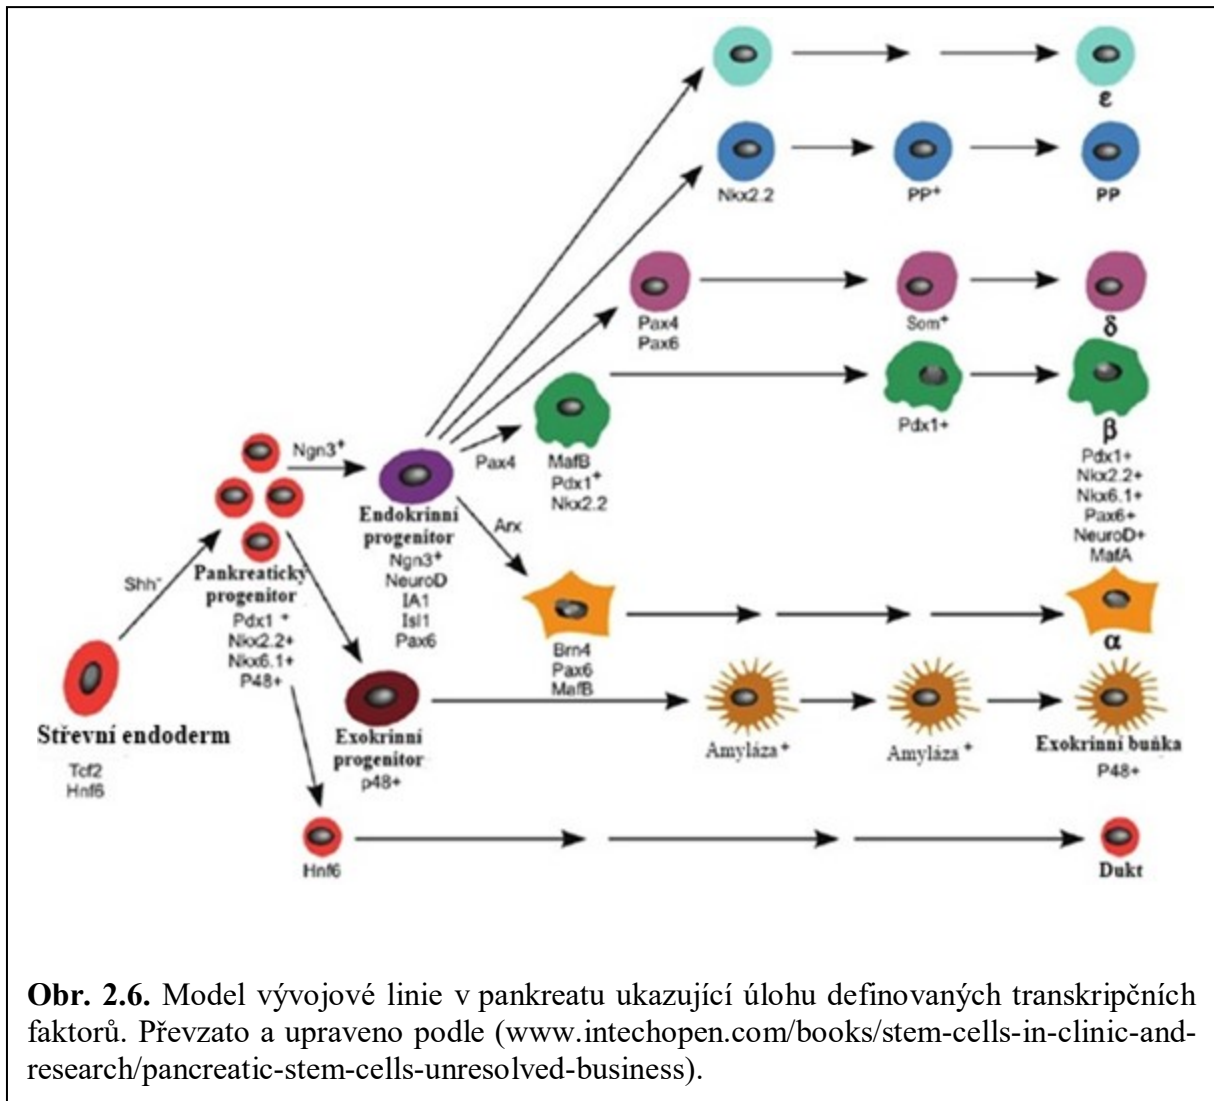 ε
Nkx2.2
PP⁺
PP
Pax4
Pax6
Som⁺
δ
Ngn3⁺
Pax4
MafB
Pdx1⁺
Nkx2.2
Pdx1+
β
Pdx1+
Nkx2.2+
Nkx6.1+
Pax6+
NeuroD+
MafA
Endokrinní
progenitor
Ngn3⁺
NeuroD
IA1
Isl1
Pax6
Arx
Shh⁻
Pankreatický
progenitor
Pdx1 ⁺
Nkx2.2+
Nkx6.1+
P48+
Brn4
Pax6
MafB
α
Střevní endoderm
Tcf2
Hnf6
Exokrinní
progenitor
p48+
Amyláza⁺
Amyláza⁺
Exokrinní buňka
P48+
Hnf6
Dukt
Obr. 2.6. Model vývojové linie v pankreatu ukazující úlohu definovaných transkripčních
faktorů. Převzato a upraveno podle (www.intechopen.com/books/stem-cells-in-clinic-and-
research/pancreatic-stem-cells-unresolved-business).